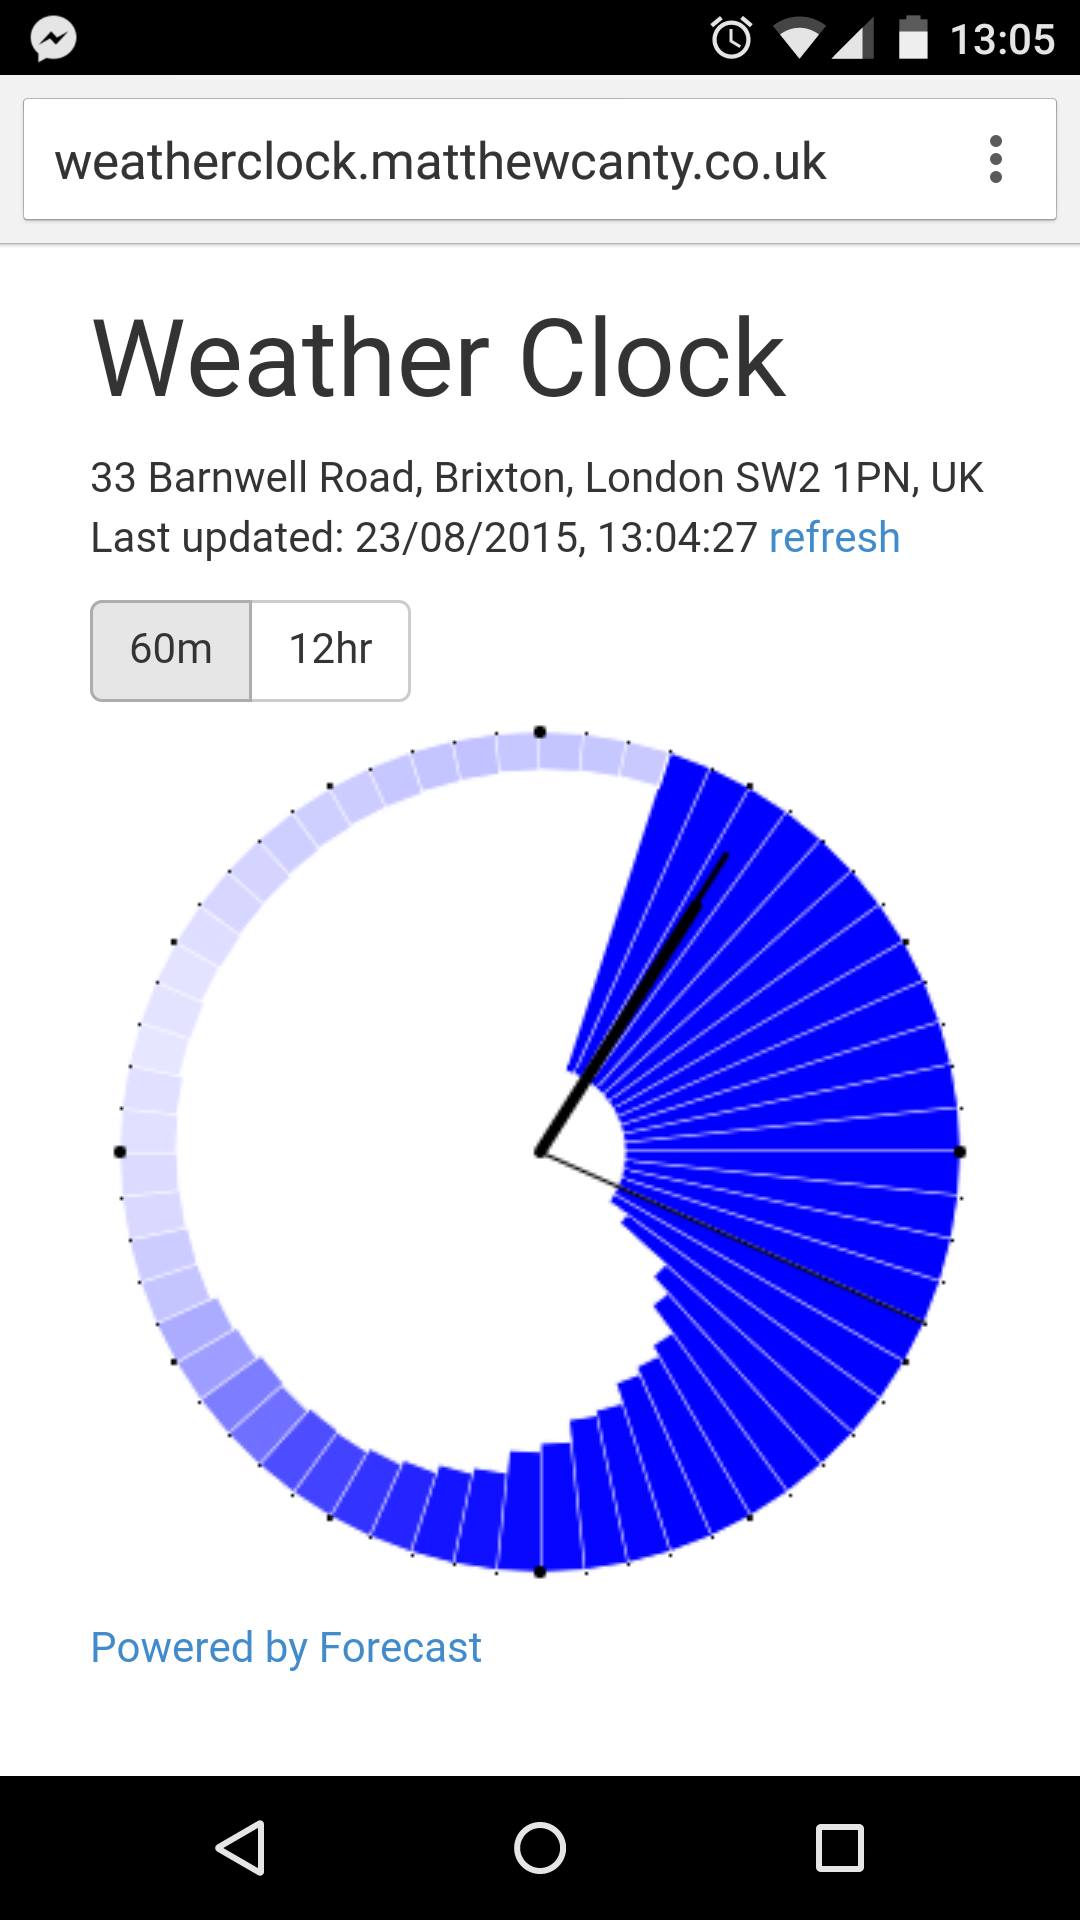 13:05
weatherclock.matthewcanty.co.uk
Weather Clock
33 Barnwell Road, Brixton, London SW2 1PN, UK
Last updated: 23/08/2015, 13:04:27 refresh
60m 12hr
Powered by Forecast